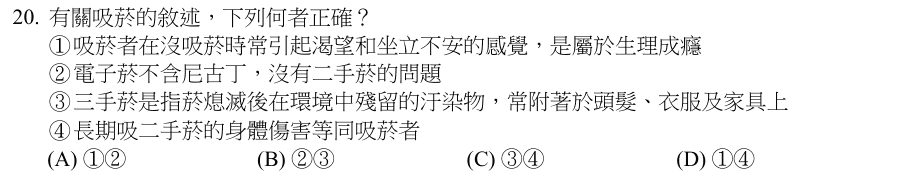 20. 有關吸菸的敘述，下列何者正確？
①吸菸者在沒吸菸時常引起渴望和坐立不安的感覺，是屬於生理成癮
②電子菸不含尼古丁，沒有二手菸的問題
③三手菸是指菸熄滅後在環境中殘留的汙染物，常附著於頭髮、衣服及家具上
④長期吸二手菸的身體傷害等同吸菸者
(A) ①② (B) ②③ (C) ③④ (D) ①④